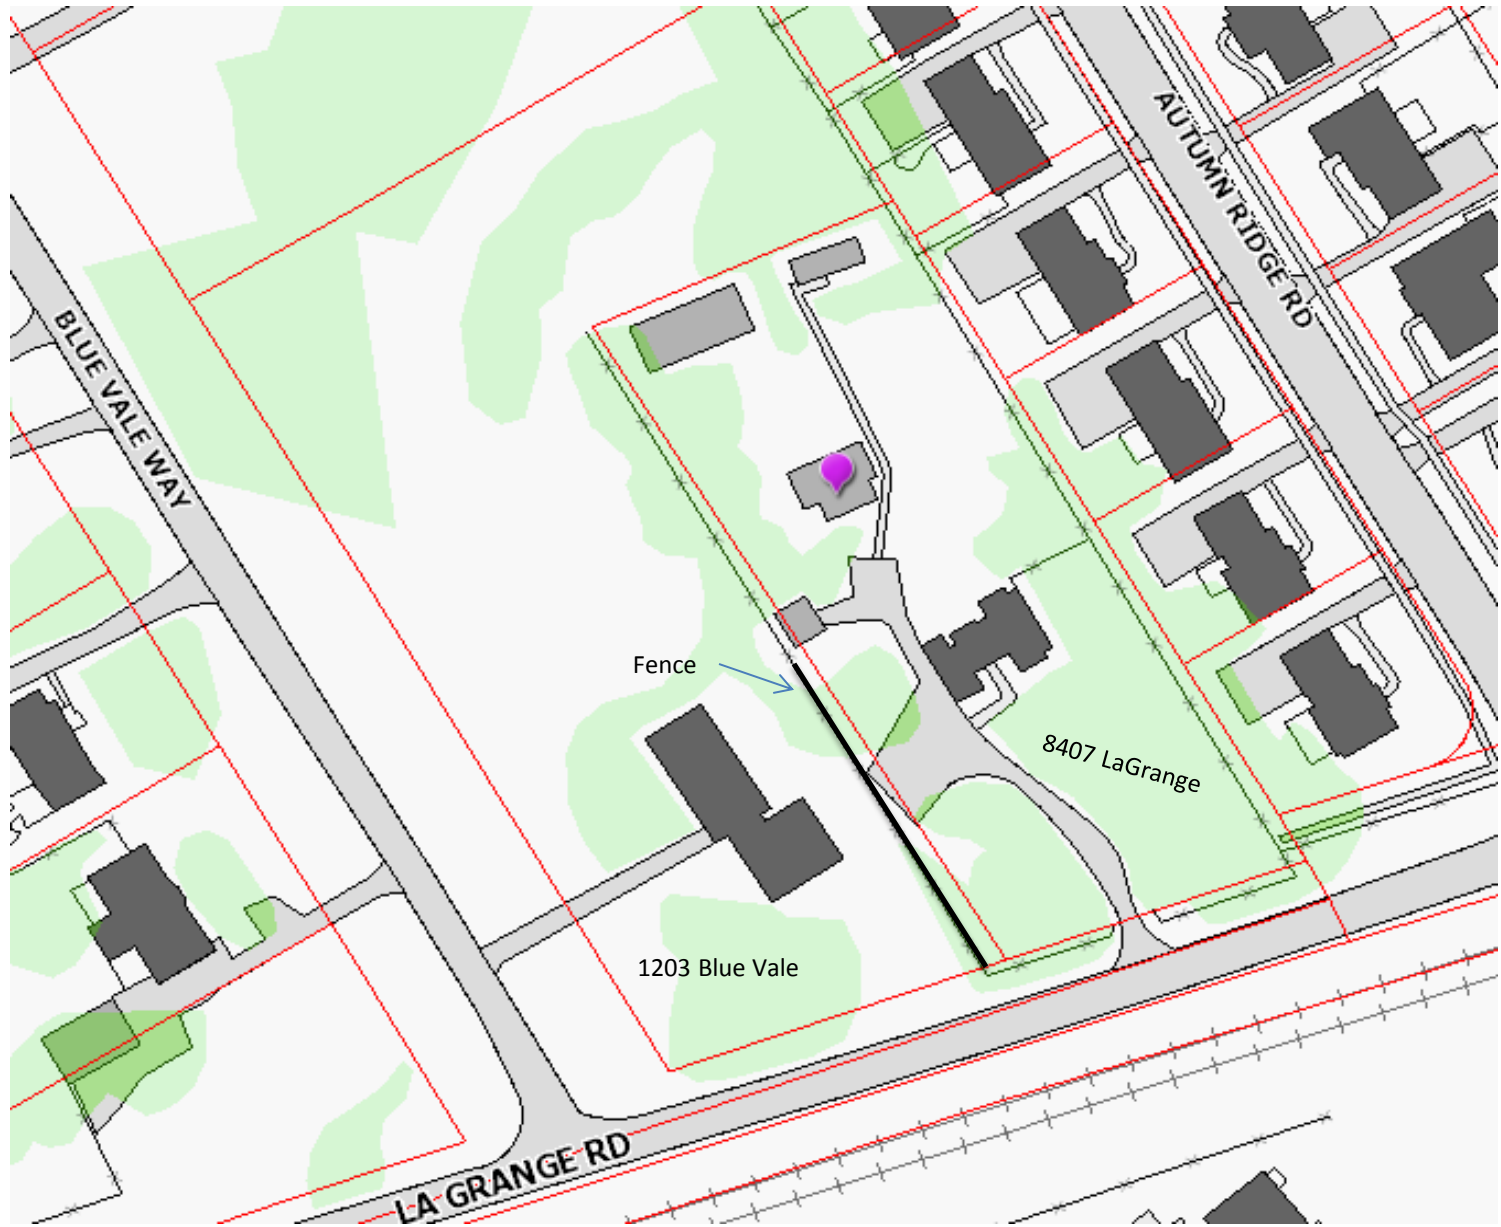 AUTUMN RIDGE RD
BLUE VALE WAY
Fence
8407 LaGrange
1203 Blue Vale
LA GRANGE RD